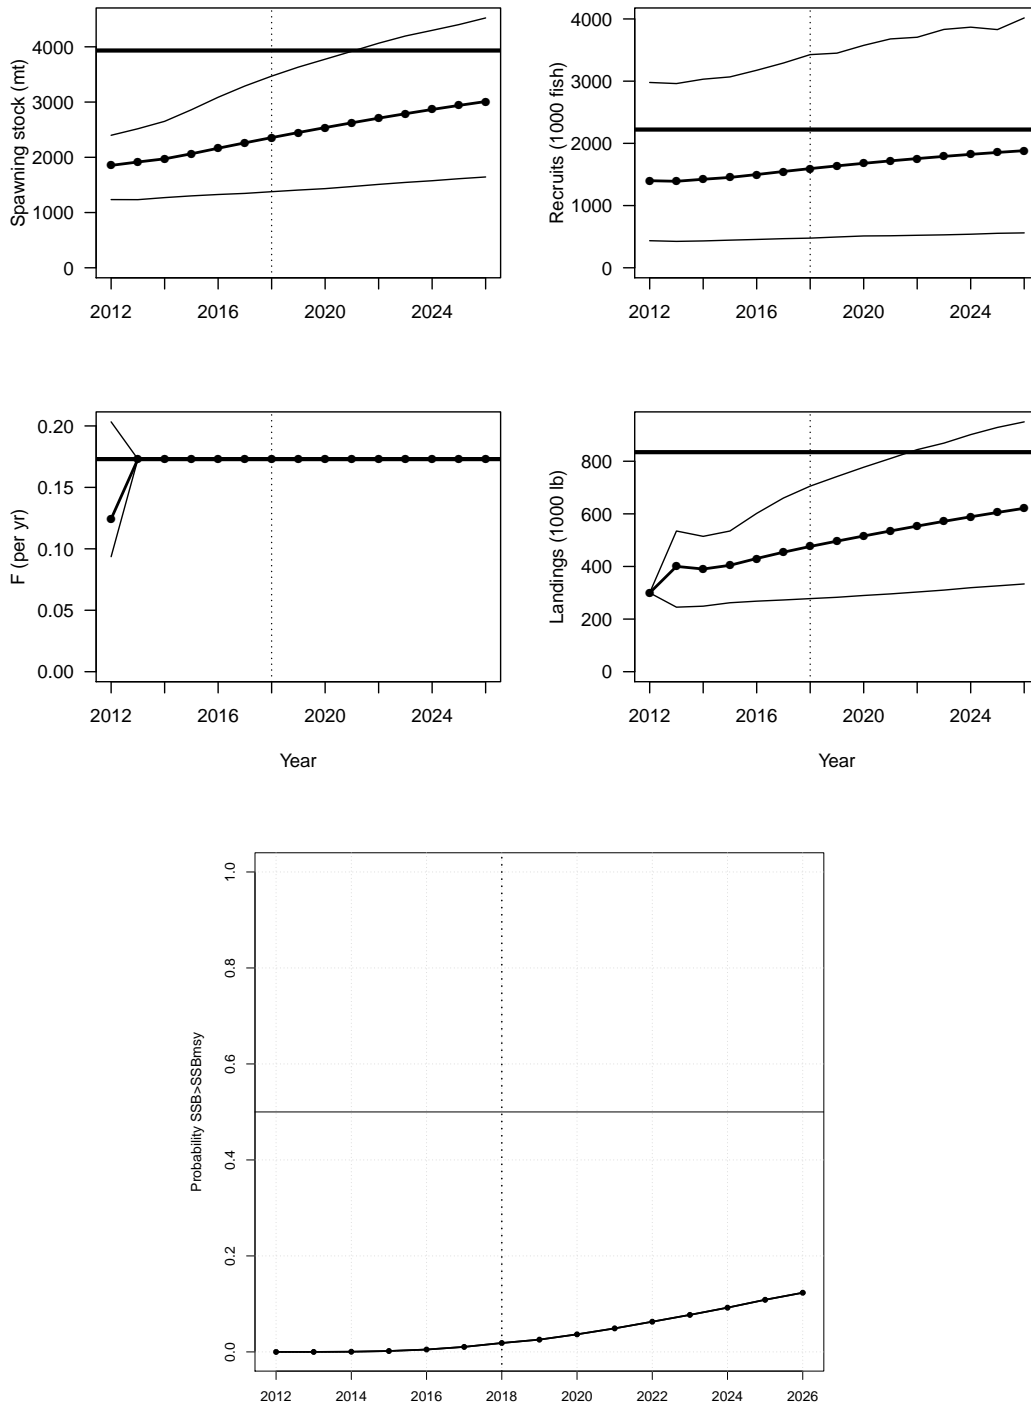 Spawning stock (mt)
4000
3000
2000
1000
0
2012 2016 2020 2024
Recruits (1000 fish)
4000
3000
2000
1000
0
2012 2016 2020 2024
F (per yr)
0.20
0.15
0.10
0.05
0.00
2012 2016 2020 2024
Year
Landings (1000 lb)
800
600
400
200
0
2012 2016 2020 2024
Year
Probability SSB>SSBmsy
1.0
0.8
0.6
0.4
0.2
0.0
2012 2014 2016 2018 2020 2022 2024 2026